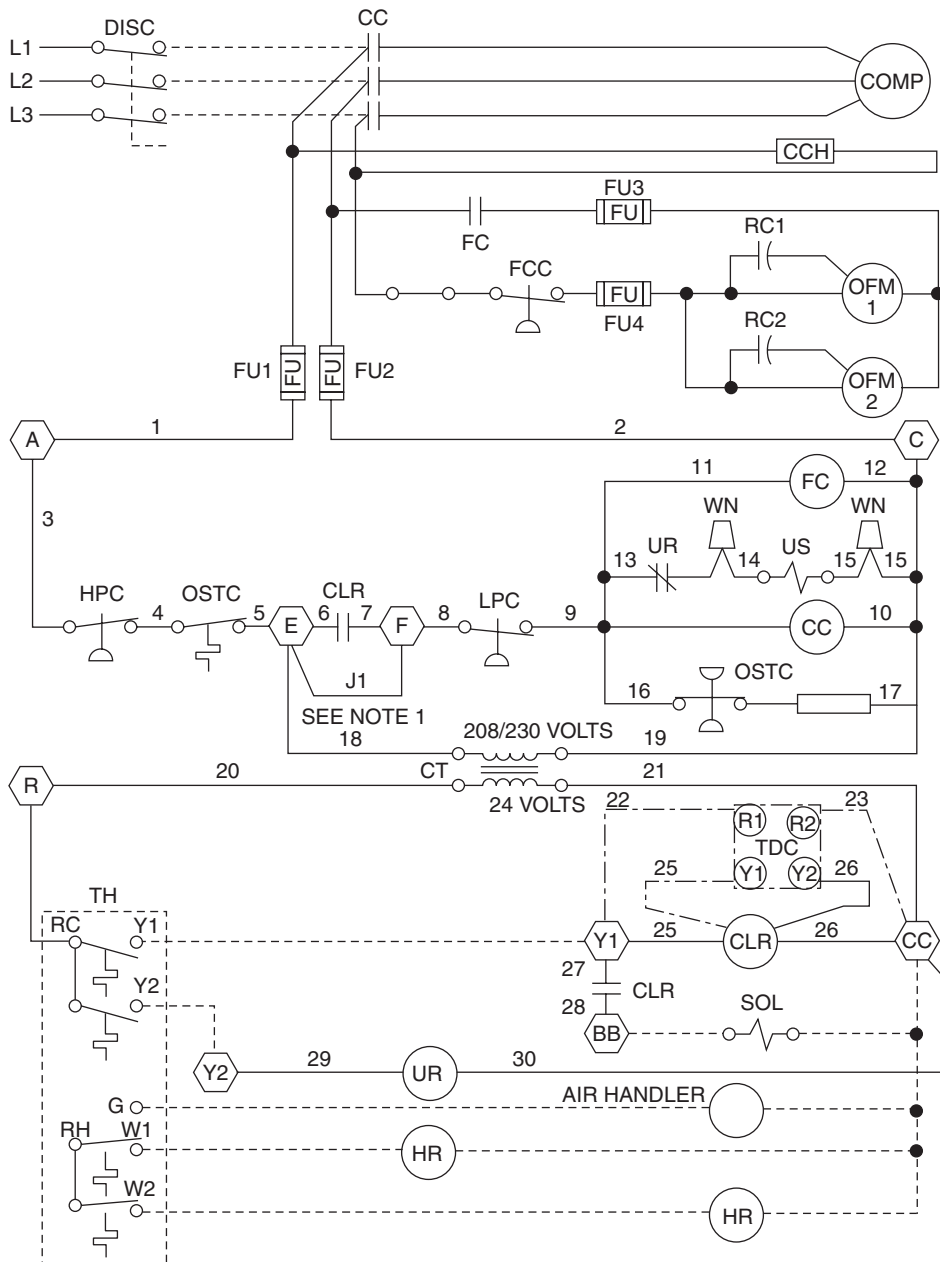 DISC CC
L1
L2 COMP
L3
CCH
FU3
FU
FC RC1
FCC
FU OFM 1
FU4
RC2
FU1 FU FU FU2
OFM 2
A 1 2 C
11 FC 12
3 WN WN
UR US
13 14 15 15
HPC OSTC CLR LPC
4 5 E 6 7 F 8 9 CC 10
J1 OSTC
SEE NOTE 1 16 17
18 208/230 VOLTS 19
R 20 CT 21
24 VOLTS 22 23
R1 R2
TDC
25 Y1 Y2 26
TH
RC Y1 Y1 25 CLR 26 CC
27
Y2 CLR
28 SOL
BB
Y2 29 UR 30
G AIR HANDLER
RH W1
HR
W2
HR